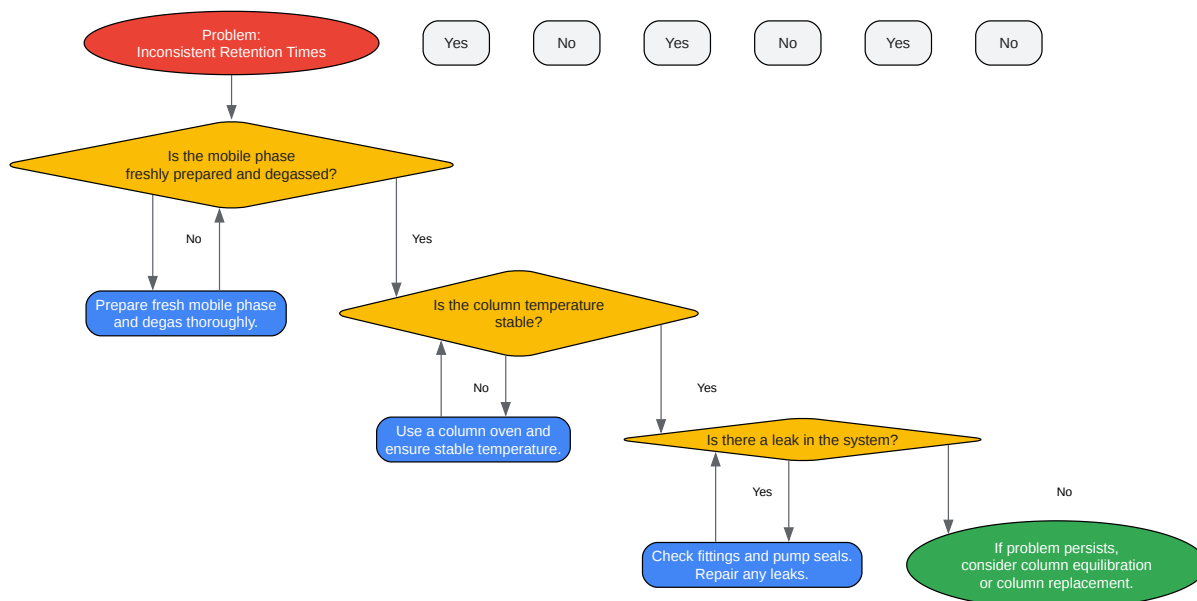 Problem:
Inconsistent Retention Times
Yes
No
Yes
No
Yes
No
Is the mobile phase
freshly prepared and degassed?
No
Yes
Prepare fresh mobile phase
and degas thoroughly.
Is the column temperature
stable?
No
Yes
Use a column oven and
ensure stable temperature.
Is there a leak in the system?
Yes
No
Check fittings and pump seals.
Repair any leaks.
If problem persists,
consider column equilibration
or column replacement.